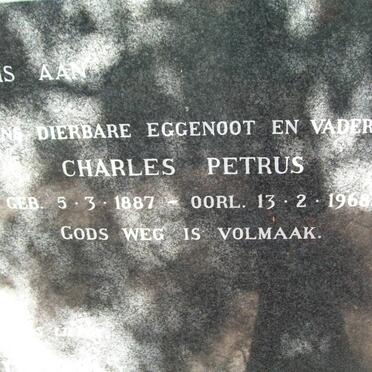 AAN
DIERBARE EGGENOOT EN VADER
CHARLES PETRUS
GEB. 5·3·1887 – OORL. 13·2·1968
GODS WEG IS VOLMAAK.